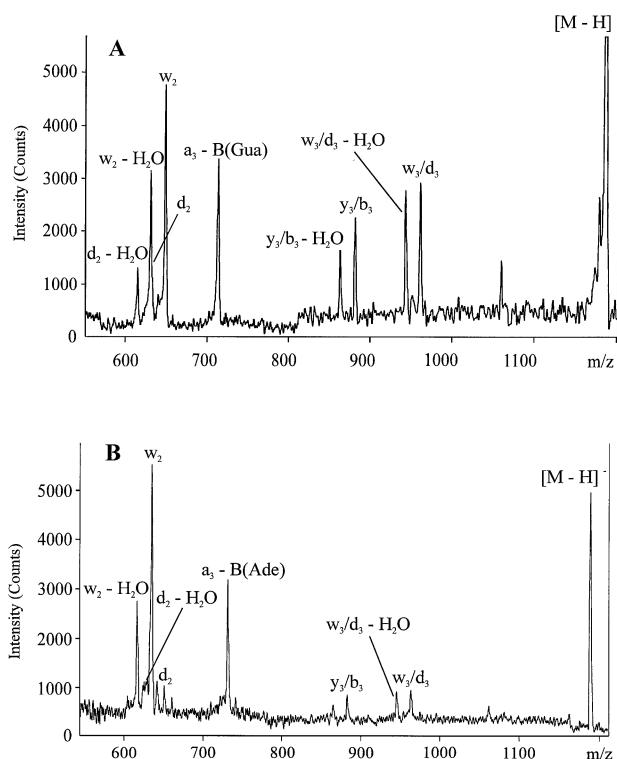 [M - H]
A
5000
w₂
4000
w₂ - H₂O
a₃ - B(Gua)
w₃/d₃ - H₂O
w₃/d₃
3000
d₂
y₃/b₃
2000
d₂ - H₂O
y₃/b₃ - H₂O
1000
0
Intensity (Counts)
600 700 800 900 1000 1100 m/z
B
w₂
[M - H]⁻
5000
4000
a₃ - B(Ade)
w₂ - H₂O
d₂ - H₂O
3000
w₃/d₃ - H₂O
2000
d₂
y₃/b₃
w₃/d₃
1000
0
Intensity (Counts)
600 700 800 900 1000 1100 m/z